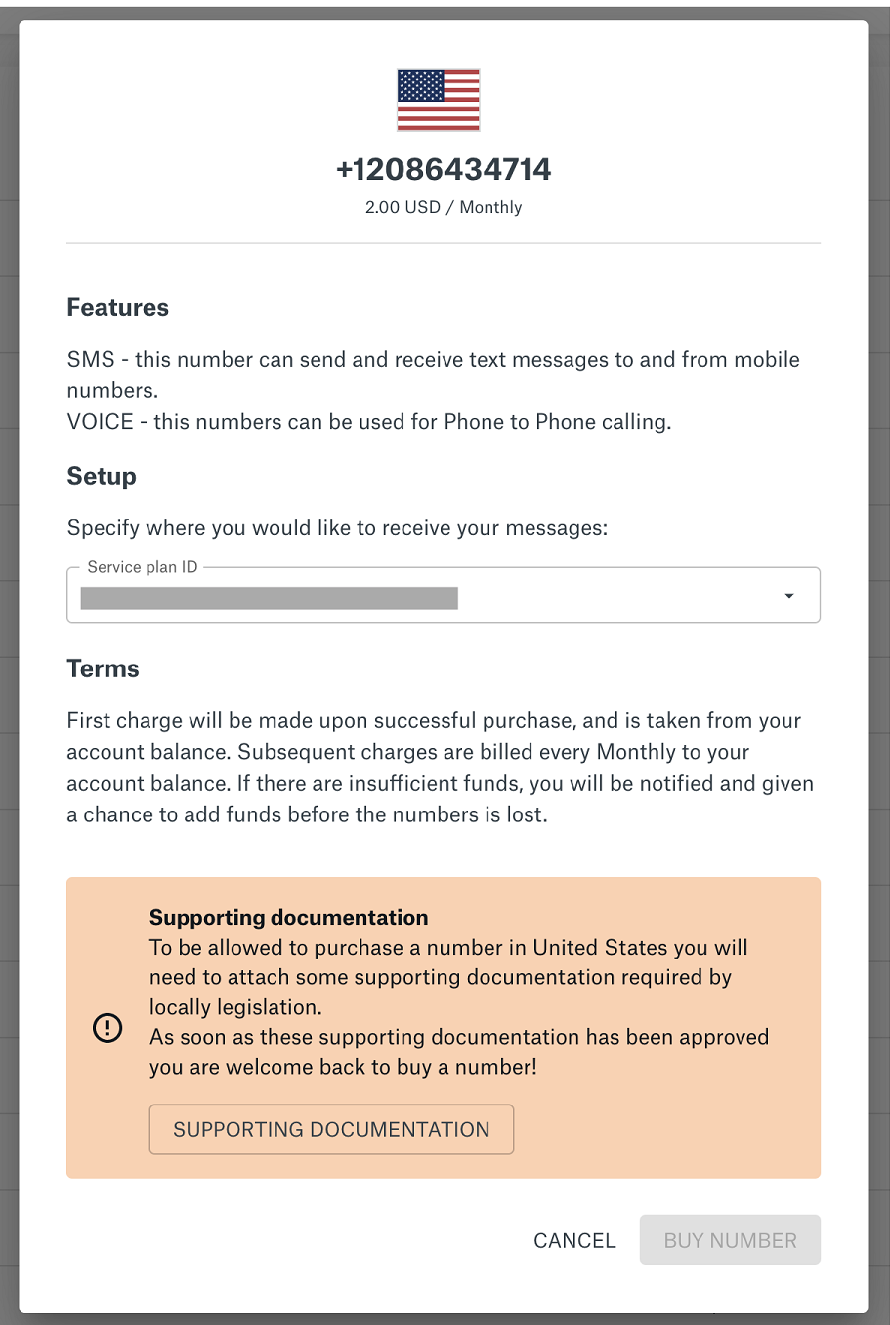 +12086434714
2.00 USD / Monthly
Features
SMS - this number can send and receive text messages to and from mobile
numbers.
VOICE - this numbers can be used for Phone to Phone calling.
Setup
Specify where you would like to receive your messages:
Service plan ID
Terms
First charge will be made upon successful purchase, and is taken from your
account balance. Subsequent charges are billed every Monthly to your
account balance. If there are insufficient funds, you will be notified and given
a chance to add funds before the numbers is lost.
Supporting documentation
To be allowed to purchase a number in United States you will
need to attach some supporting documentation required by
locally legislation.
As soon as these supporting documentation has been approved
you are welcome back to buy a number!
SUPPORTING DOCUMENTATION
CANCEL
BUY NUMBER